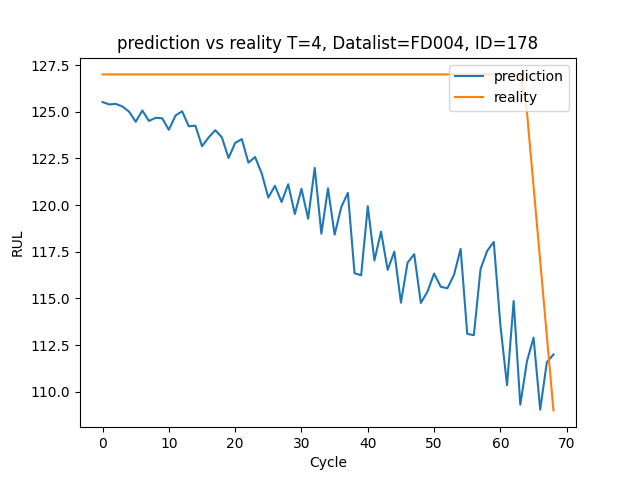 prediction vs reality T=4, Datalist=FD004, ID=178
prediction
reality
RUL
127.5
125.0
122.5
120.0
117.5
115.0
112.5
110.0
0 10 20 30 40 50 60 70
Cycle